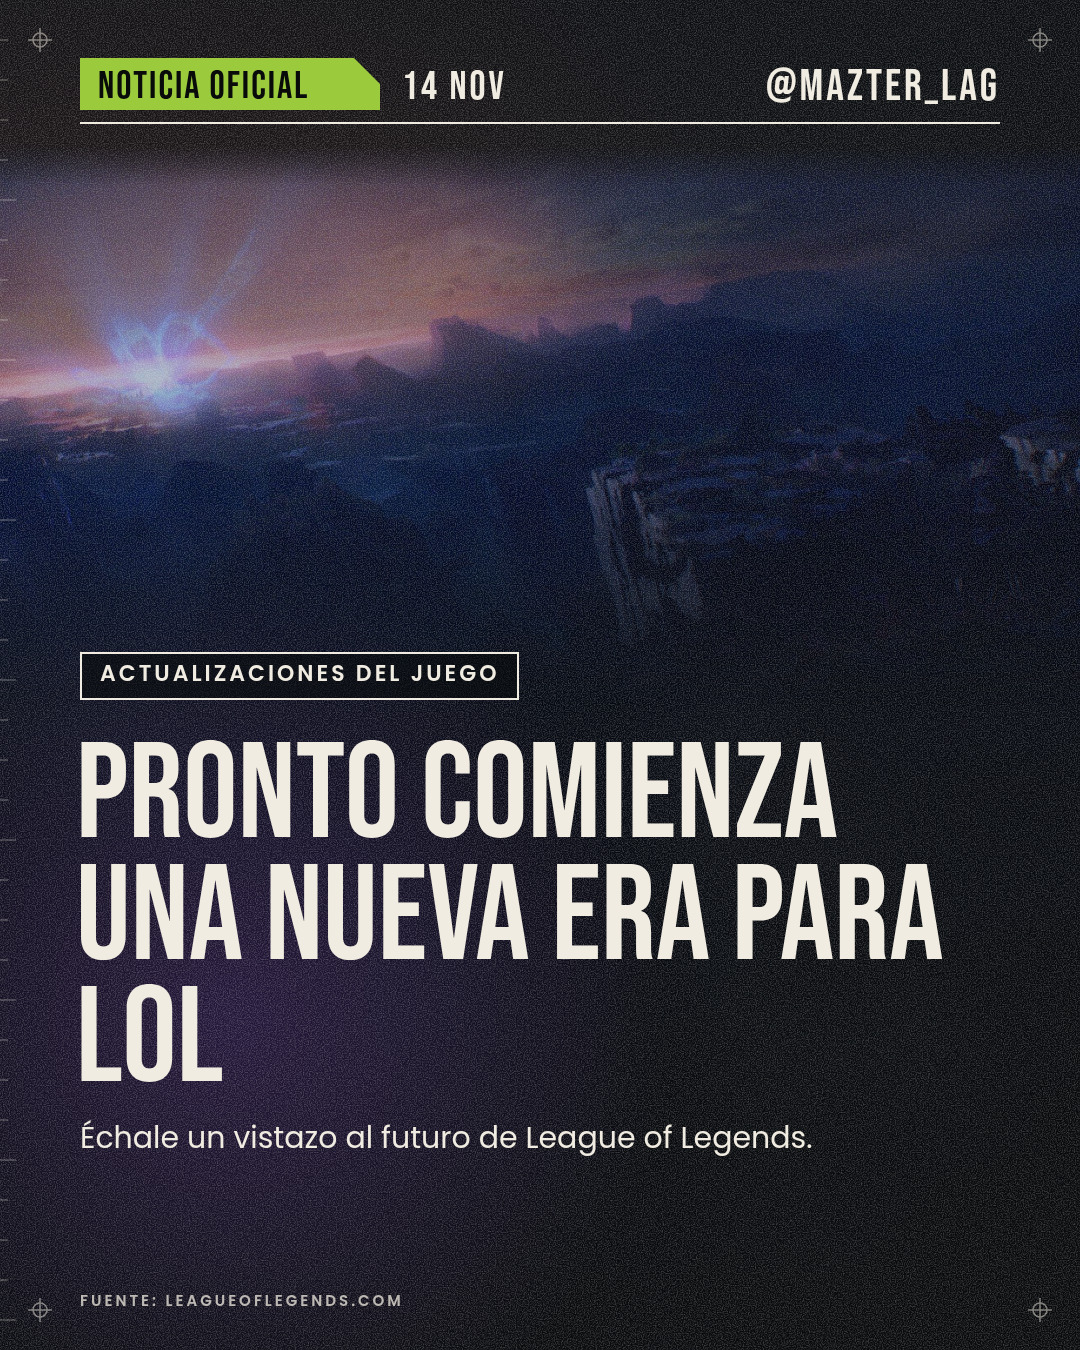 NOTICIA OFICIAL 14 NOV @MAZTER_LAG
ACTUALIZACIONES DEL JUEGO
PRONTO COMIENZA
UNA NUEVA ERA PARA
LOL
Échale un vistazo al futuro de League of Legends.
FUENTE: LEAGUEOFLEGENDS.COM